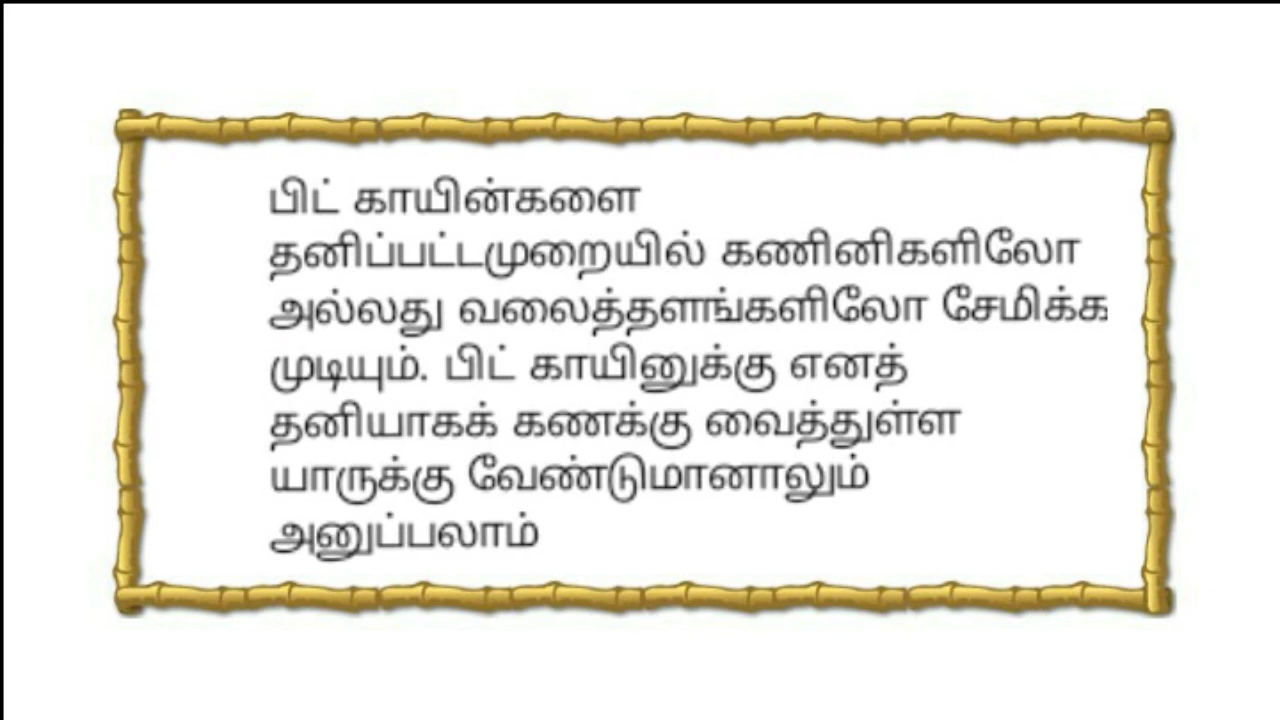 பிட் காயின்களை
தனிப்பட்டமுறையில் கணினிகளிலோ
அல்லது வலைத்தளங்களிலோ சேமிக்க
முடியும். பிட் காயினுக்கு எனத்
தனியாகக் கணக்கு வைத்துள்ள
யாருக்கு வேண்டுமானாலும்
அனுப்பலாம்